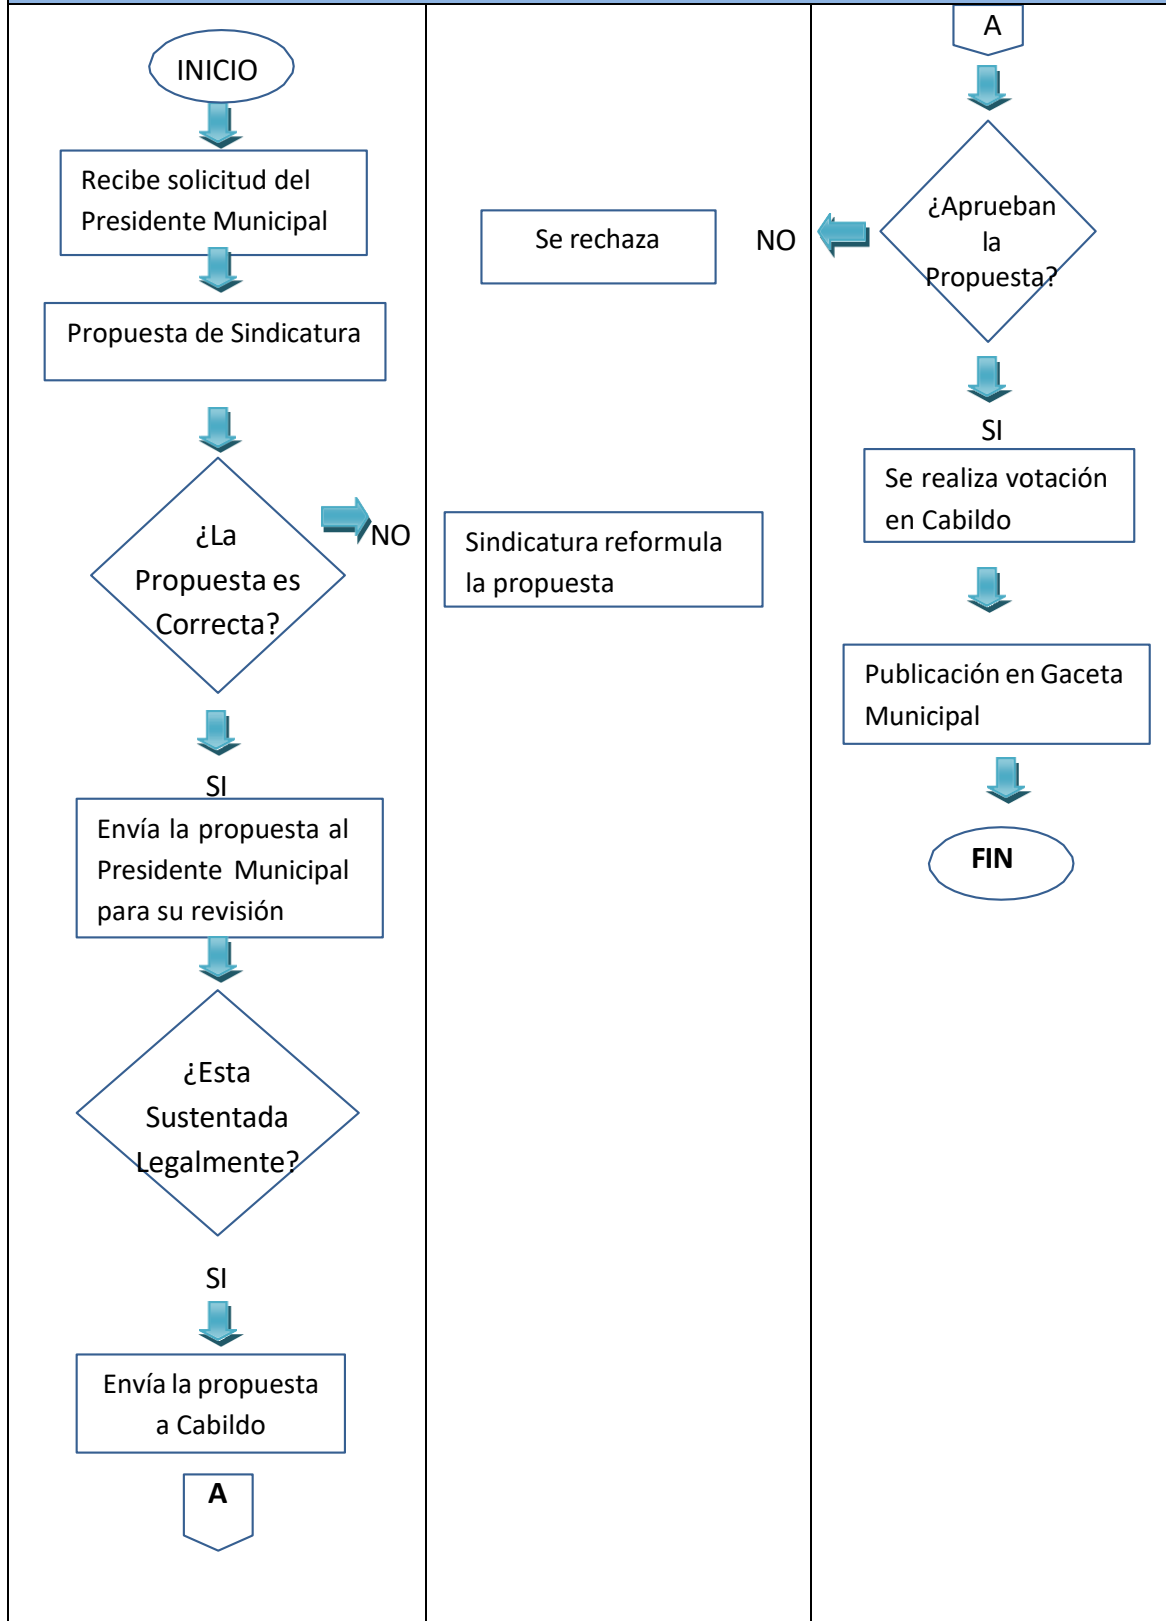 INICIO
Recibe solicitud del
Presidente Municipal
Propuesta de Sindicatura
¿La
Propuesta es
Correcta?
NO
SI
Envía la propuesta al
Presidente Municipal
para su revisión
¿Esta
Sustentada
Legalmente?
SI
Envía la propuesta
a Cabildo
A
Se rechaza
Sindicatura reformula
la propuesta
A
¿Aprueban
la
Propuesta?
NO
SI
Se realiza votación
en Cabildo
Publicación en Gaceta
Municipal
FIN